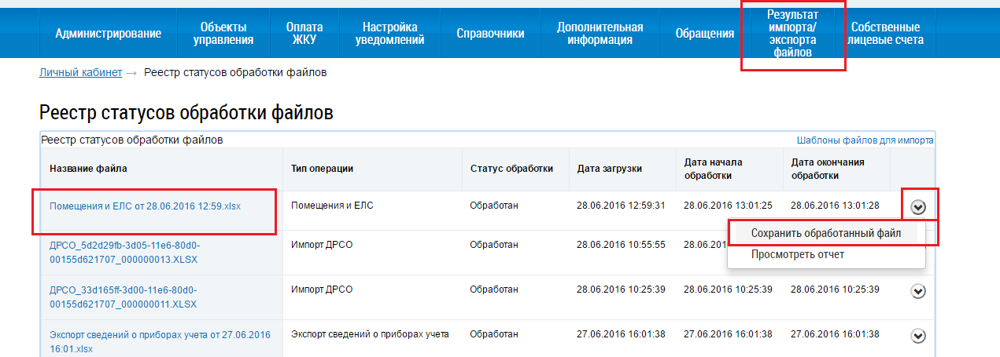 Администрирование
Объекты
управления
Оплата
ЖКУ
Настройка
уведомлений
Справочники
Дополнительная
информация
Обращения
Результат
импорта/
экспорта
файлов
Собственные
лицевые счета
Личный кабинет → Реестр статусов обработки файлов
Реестр статусов обработки файлов
Реестр статусов обработки файлов
Шаблоны файлов для импорта
Название файла
Тип операции
Статус обработки
Дата загрузки
Дата начала
обработки
Дата окончания
обработки
Помещения и ЕЛС от 28.06.2016 12:59.xlsx
Помещения и ЕЛС
Обработан
28.06.2016 12:59:31
28.06.2016 13:01:25
28.06.2016 13:01:28
Сохранить обработанный файл
Просмотреть отчет
ДРСО_5d2d29fb-3d05-11e6-80d0-
00155d621707_000000013.XLSX
Импорт ДРСО
Обработан
28.06.2016 10:55:55
28.06.2016
ДРСО_33d165ff-3d00-11e6-80d0-
00155d621707_000000011.XLSX
Импорт ДРСО
Обработан
28.06.2016 10:25:39
28.06.2016 10:25:39
28.06.2016 10:25:39
Экспорт сведений о приборах учета от 27.06.2016
16:01.xlsx
Экспорт сведений о приборах учета
Обработан
27.06.2016 16:01:38
27.06.2016 16:01:38
27.06.2016 16:01:38